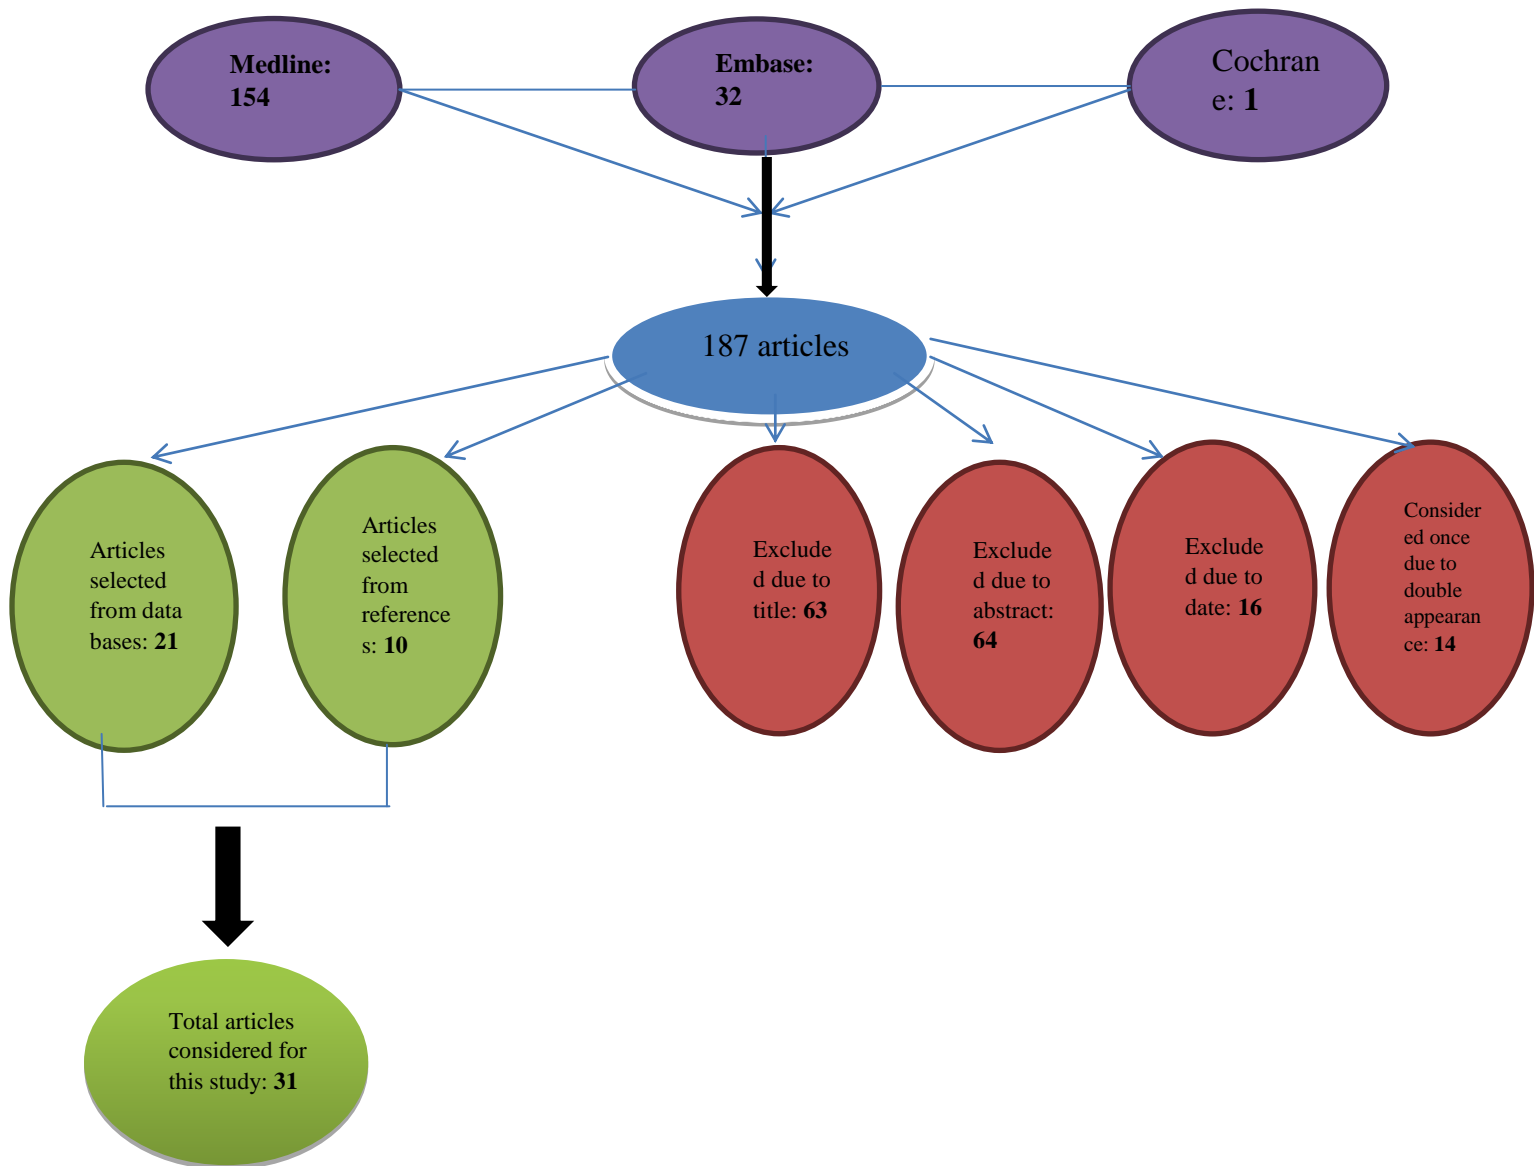 Medline:
154
Embase:
32
Cochran
e: 1
187 articles
Articles
selected
from data
bases: 21
Articles
selected
from
reference
s: 10
Exclude
d due to
title: 63
Exclude
d due to
abstract:
64
Exclude
d due to
date: 16
Consider
ed once
due to
double
appearan
ce: 14
Total articles
considered for
this study: 31